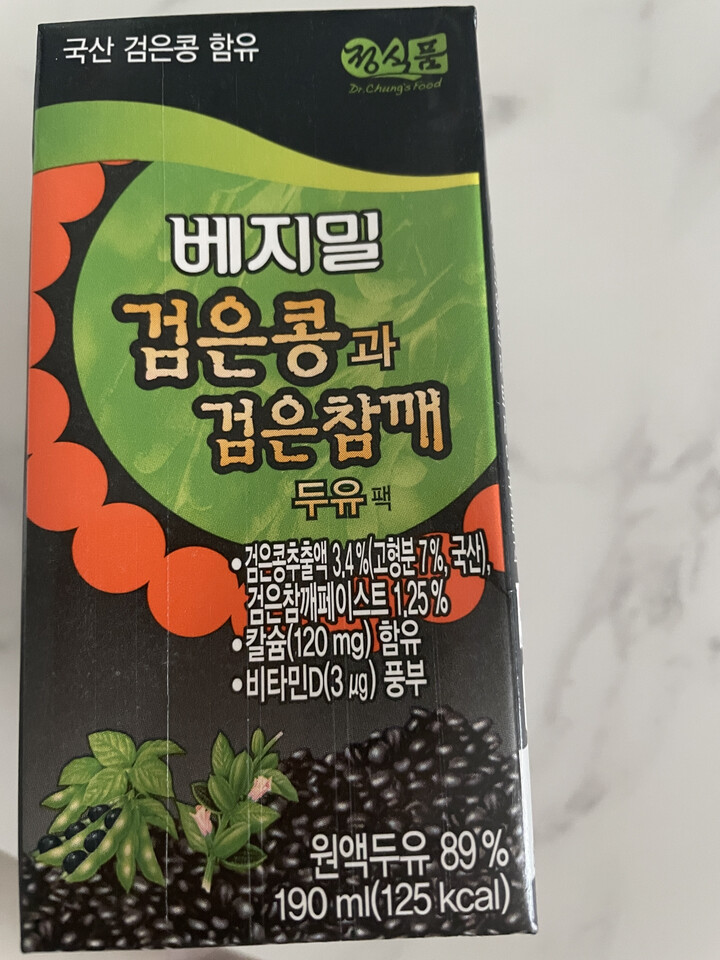 국산 검은콩 함유
정식품
Dr.Chung's Food
베지밀
검은콩과
검은참깨
두유 팩
•검은콩추출액 3.4%(고형분 7%, 국산),
검은참깨페이스트 1.25%
•칼슘(120 mg) 함유
•비타민D(3 μg) 풍부
원액두유 89%
190 ml(125 kcal)